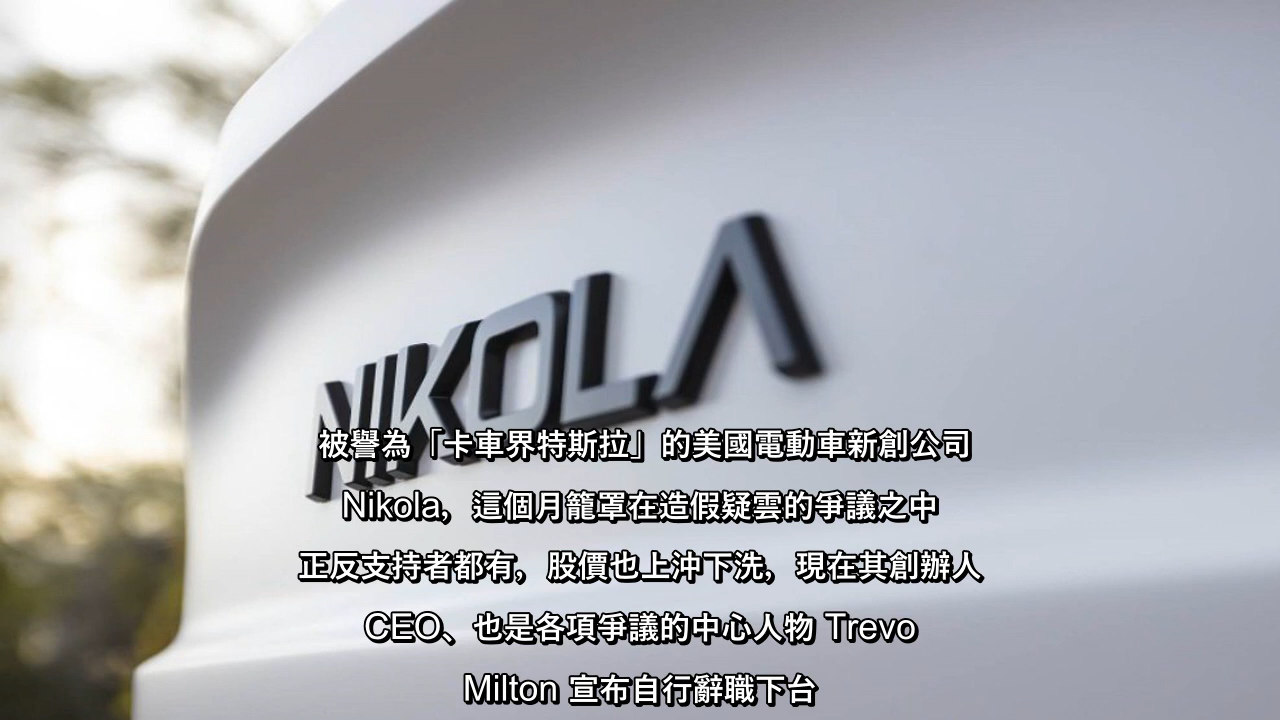 NIKOLA
被譽為「卡車界特斯拉」的美國電動車新創公司
Nikola，這個月籠罩在造假疑雲的爭議之中
正反支持者都有，股價也上沖下洗，現在其創辦人
CEO、也是各項爭議的中心人物 Trevo
Milton 宣布自行辭職下台